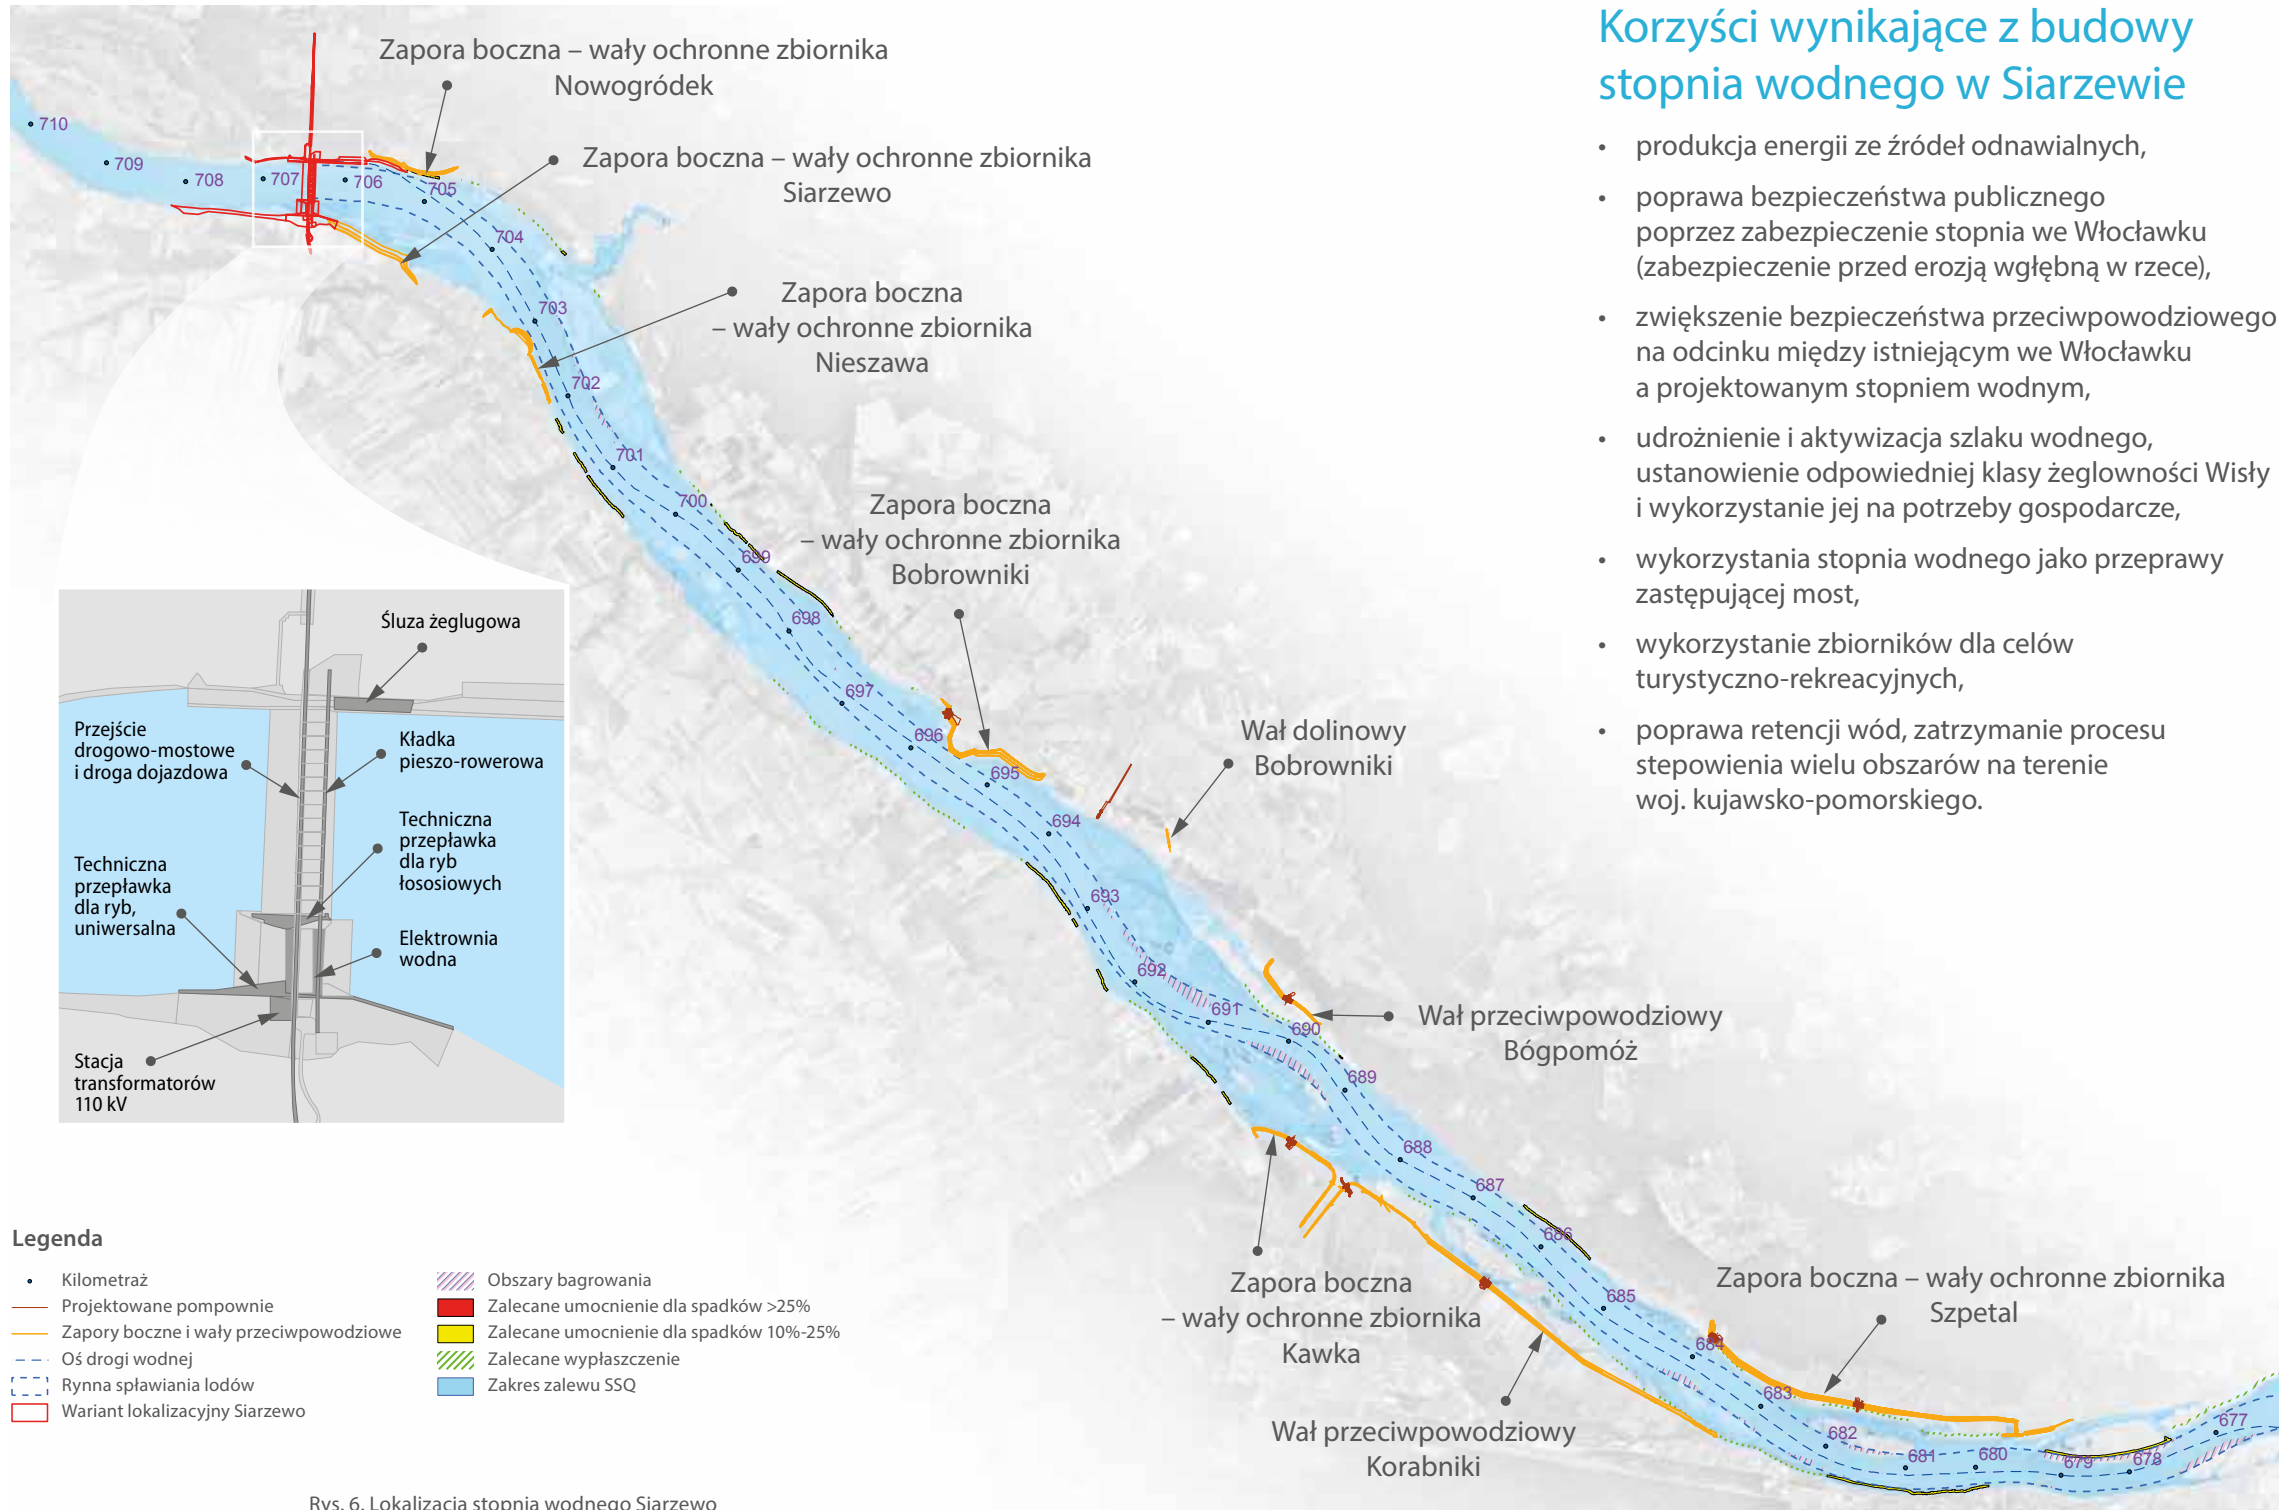 Korzyści wynikające z budowy
stopnia wodnego w Siarzewie
• produkcja energii ze źródeł odnawialnych,
• poprawa bezpieczeństwa publicznego
poprzez zabezpieczenie stopnia we Włocławku
(zabezpieczenie przed erozją wgłębną w rzece),
• zwiększenie bezpieczeństwa przeciwpowodziowego
na odcinku między istniejącym we Włocławku
a projektowanym stopniem wodnym,
• udrożnienie i aktywizacja szlaku wodnego,
ustanowienie odpowiedniej klasy żeglowności Wisły
i wykorzystanie jej na potrzeby gospodarcze,
• wykorzystania stopnia wodnego jako przeprawy
zastępującej most,
• wykorzystanie zbiorników dla celów
turystyczno-rekreacyjnych,
• poprawa retencji wód, zatrzymanie procesu
stepowienia wielu obszarów na terenie
woj. kujawsko-pomorskiego.
Zapora boczna – wały ochronne zbiornika
Nowogródek
Zapora boczna – wały ochronne zbiornika
Siarzewo
Zapora boczna
– wały ochronne zbiornika
Nieszawa
Zapora boczna
– wały ochronne zbiornika
Bobrowniki
Wał dolinowy
Bobrowniki
Wał przeciwpowodziowy
Bógpomóż
Zapora boczna
– wały ochronne zbiornika
Kawka
Wał przeciwpowodziowy
Korabniki
Zapora boczna – wały ochronne zbiornika
Szpetal
710
709
708
707
706
705
704
703
702
701
700
699
698
697
696
695
694
693
692
691
690
689
688
687
686
685
684
683
682
681
680
679
678
677
Śluza żeglugowa
Przejście
drogowo-mostowe
i droga dojazdowa
Kładka
pieszo-rowerowa
Techniczna
przepławka
dla ryb
łososiowych
Techniczna
przepławka
dla ryb,
uniwersalna
Elektrownia
wodna
Stacja
transformatorów
110 kV
Legenda
Kilometraż
Projektowane pompownie
Zapory boczne i wały przeciwpowodziowe
Oś drogi wodnej
Rynna spławiania lodów
Wariant lokalizacyjny Siarzewo
Obszary bagrowania
Zalecane umocnienie dla spadków >25%
Zalecane umocnienie dla spadków 10%-25%
Zalecane wypłaszczenie
Zakres zalewu SSQ
Rys. 6. Lokalizacja stopnia wodnego Siarzewo